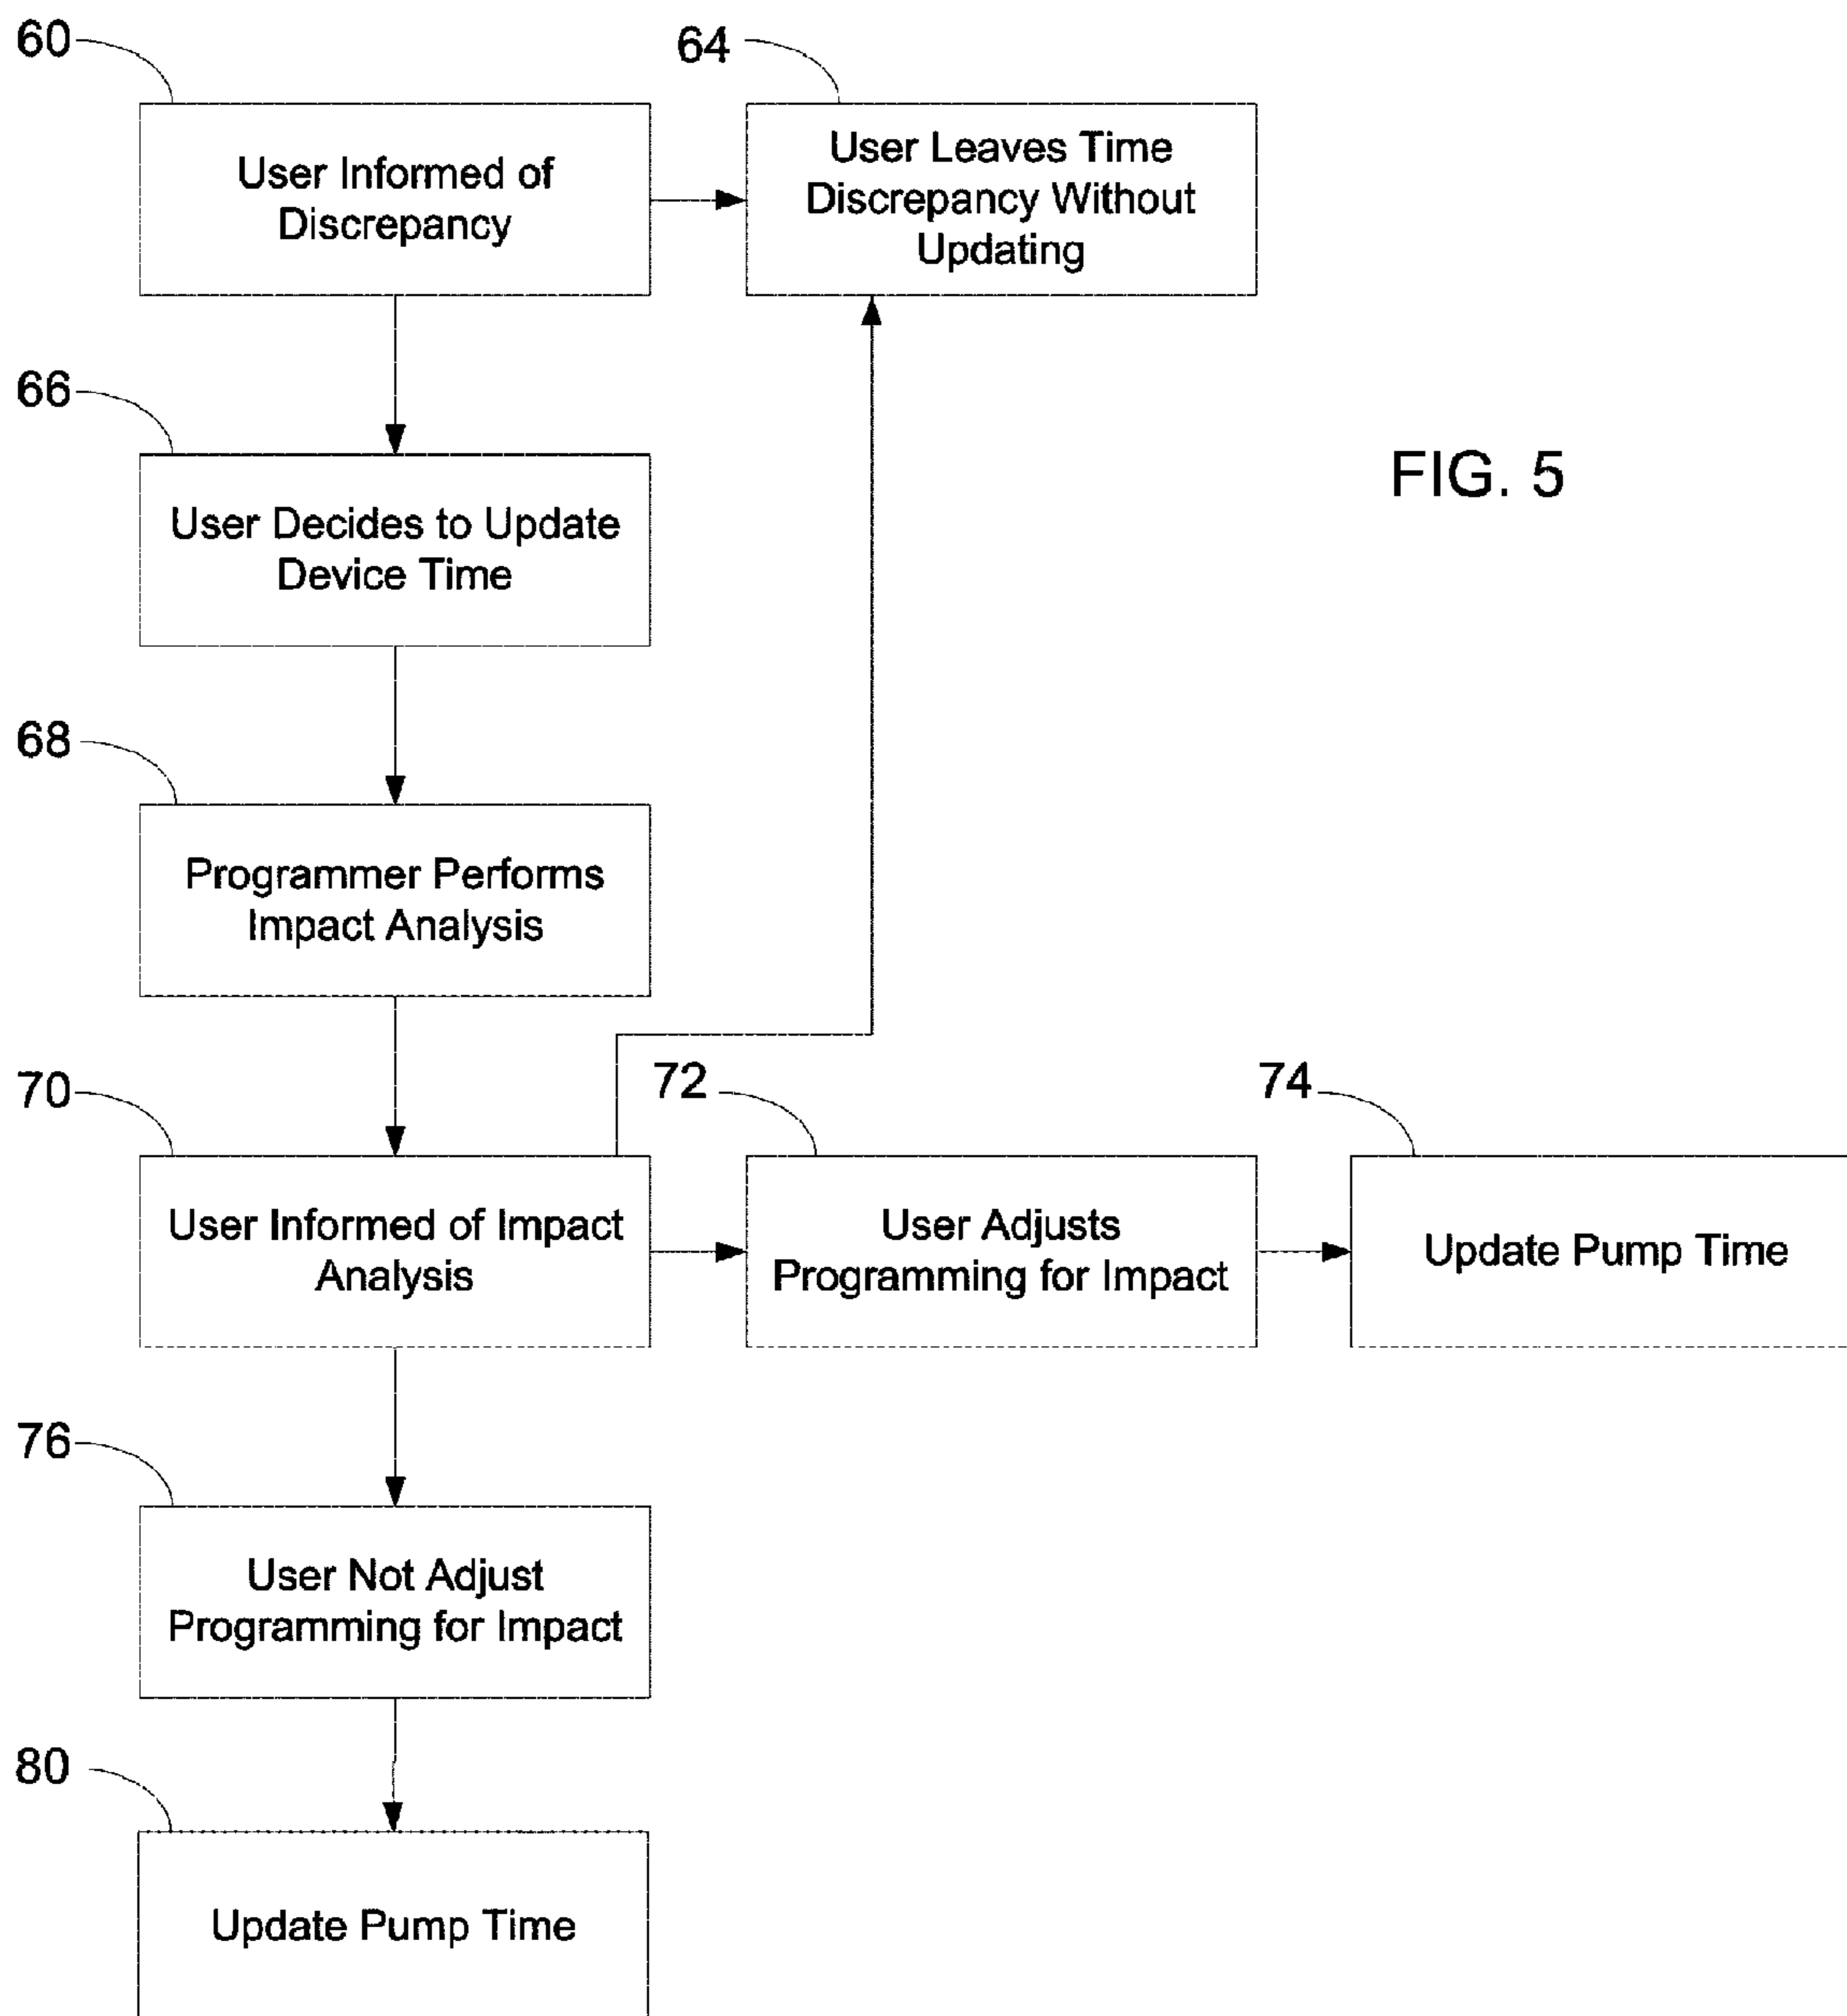 60
64
User Informed of
Discrepancy
User Leaves Time
Discrepancy Without
Updating
66
FIG. 5
User Decides to Update
Device Time
68
Programmer Performs
Impact Analysis
70
72
74
User Informed of Impact
Analysis
User Adjusts
Programming for Impact
Update Pump Time
76
User Not Adjust
Programming for Impact
80
Update Pump Time